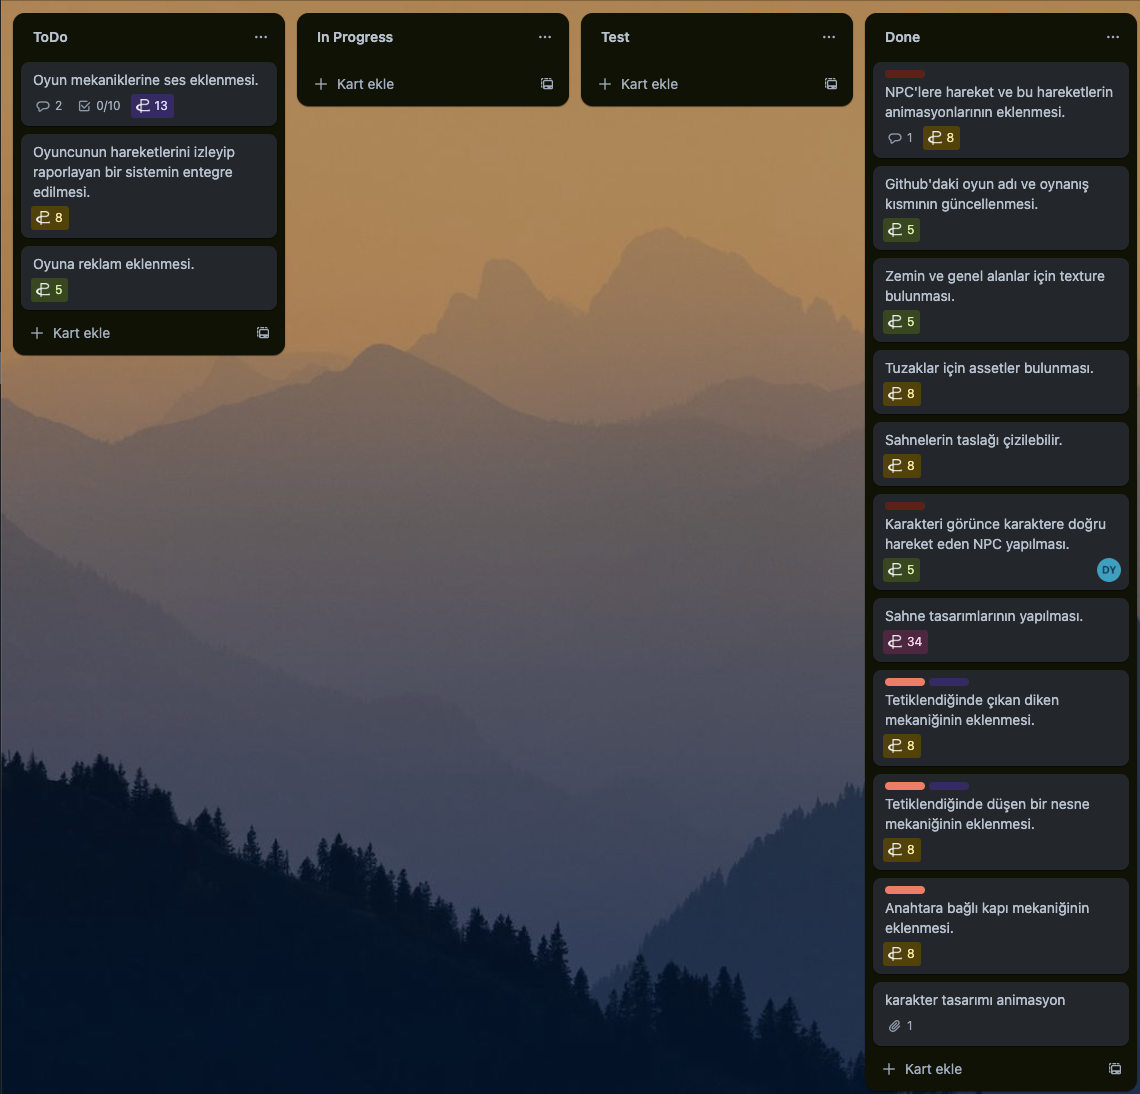 ToDo
Oyun mekaniklerine ses eklenmesi.
2 0/10 13
Oyuncunun hareketlerini izleyip
raporlayan bir sistemin entegre
edilmesi.
8
Oyuna reklam eklenmesi.
5
Kart ekle
In Progress
Kart ekle
Test
Kart ekle
Done
NPC'lere hareket ve bu hareketlerin
animasyonlarının eklenmesi.
1 8
Github'daki oyun adı ve oynanış
kısmının güncellenmesi.
5
Zemin ve genel alanlar için texture
bulunması.
5
Tuzaklar için assetler bulunması.
8
Sahnelerin taslağı çizilebilir.
8
Karakteri görünce karaktere doğru
hareket eden NPC yapılması.
5 DY
Sahne tasarımlarının yapılması.
34
Tetiklendiğinde çıkan diken
mekaniğinin eklenmesi.
8
Tetiklendiğinde düşen bir nesne
mekaniğinin eklenmesi.
8
Anahtara bağlı kapı mekaniğinin
eklenmesi.
8
karakter tasarımı animasyon
1
Kart ekle